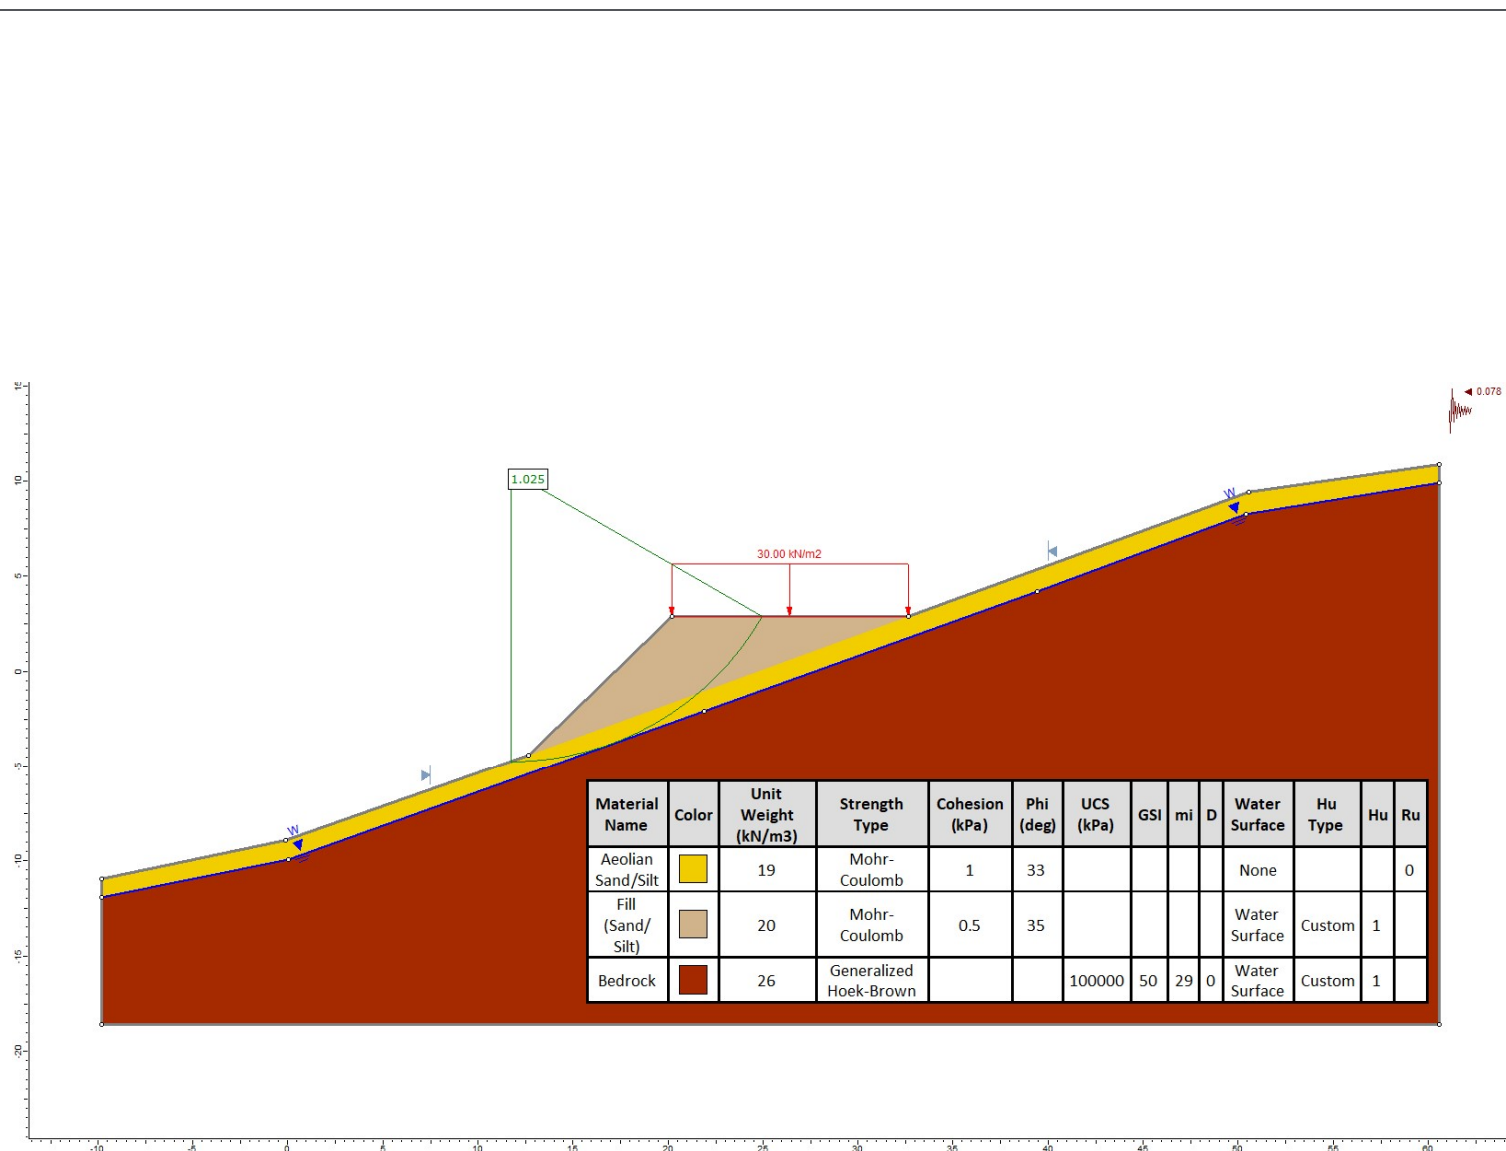 15
0.078
10
W
1.025
5
30.00 kN/m2
0
-5
W
-10
-15
-20
Material Name Color Unit Weight (kN/m3) Strength Type Cohesion (kPa) Phi (deg) UCS (kPa) GSI mi D Water Surface Hu Type Hu Ru
Aeolian Sand/Silt 19 Mohr-Coulomb 1 33 None 0
Fill (Sand/Silt) 20 Mohr-Coulomb 0.5 35 Water Surface Custom 1
Bedrock 26 Generalized Hoek-Brown 100000 50 29 0 Water Surface Custom 1
-10 -5 0 5 10 15 20 25 30 35 40 45 50 55 60